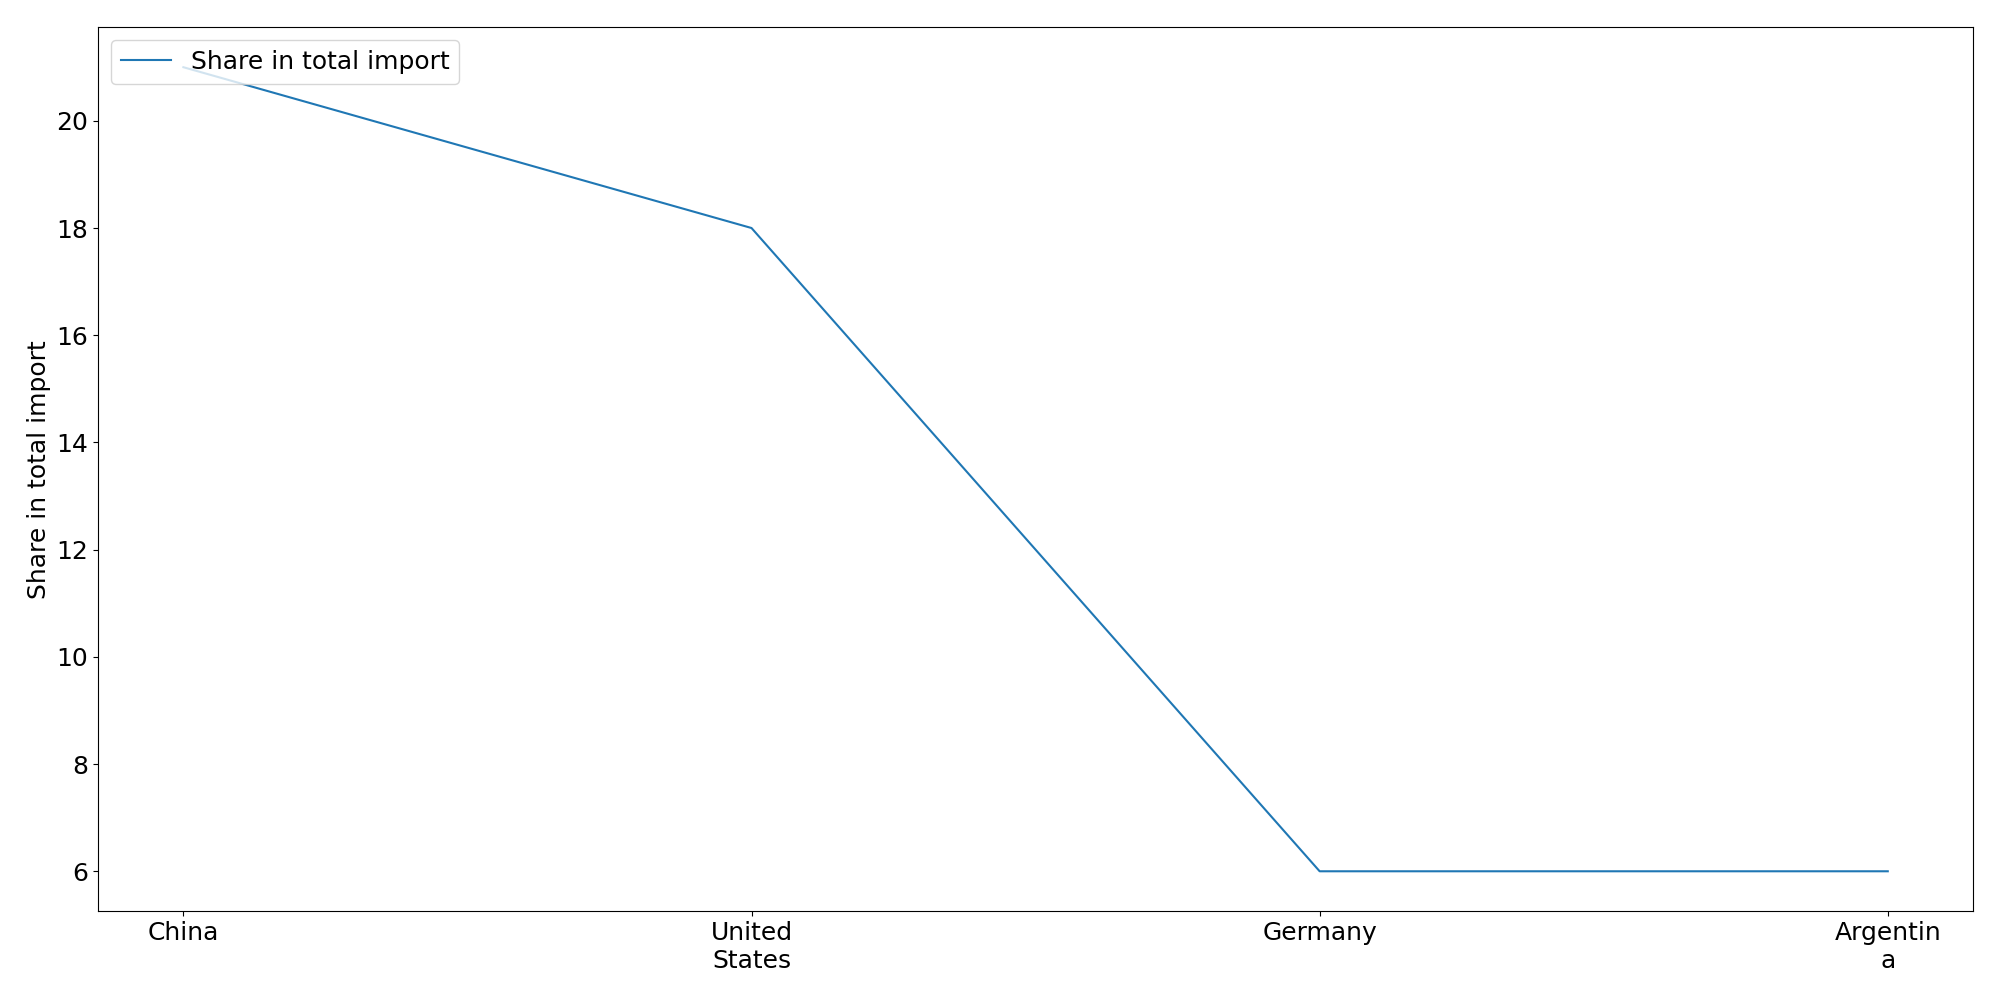 Share in total import
Share in total import
20
18
16
14
12
10
8
6
China
United
States
Germany
Argentin
a